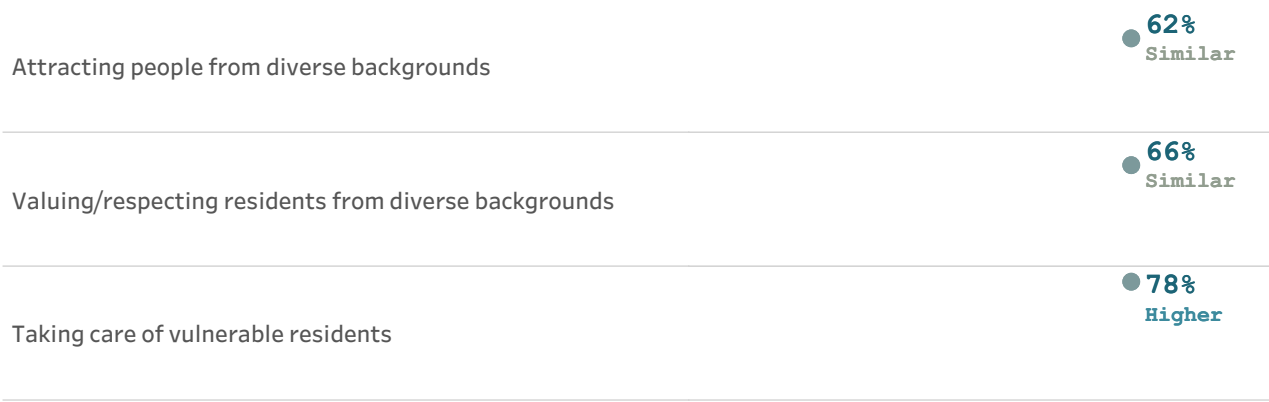 62%
Similar
Attracting people from diverse backgrounds
66%
Similar
Valuing/respecting residents from diverse backgrounds
78%
Higher
Taking care of vulnerable residents